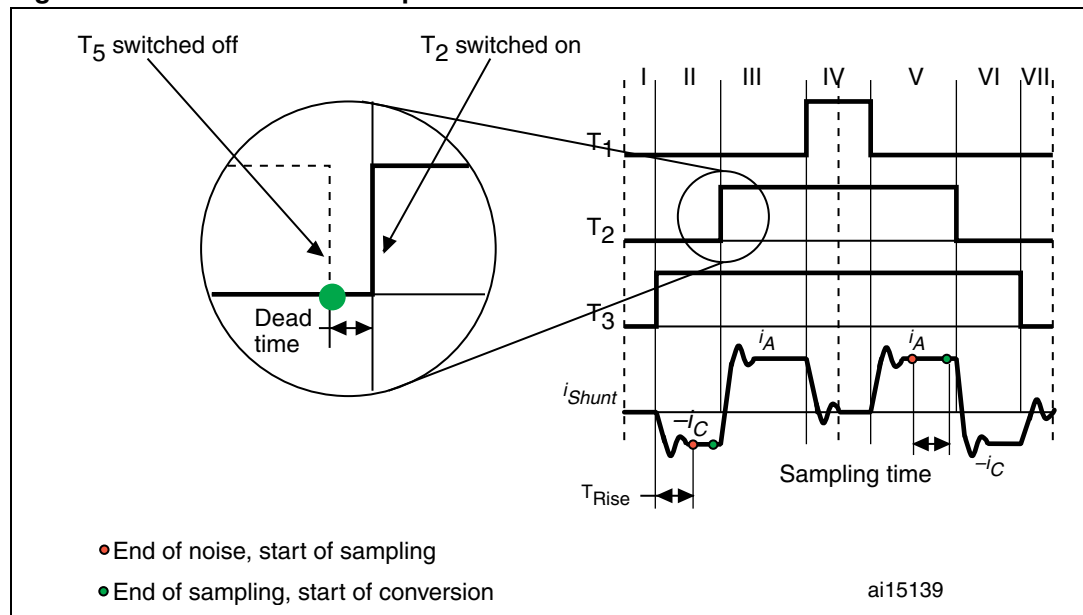 T5 switched off
T2 switched on
I II III IV V VI VII
T1
T2
T3
Dead
time
iA
iA
iShunt
–iC
–iC
Sampling time
TRise
End of noise, start of sampling
End of sampling, start of conversion
ai15139